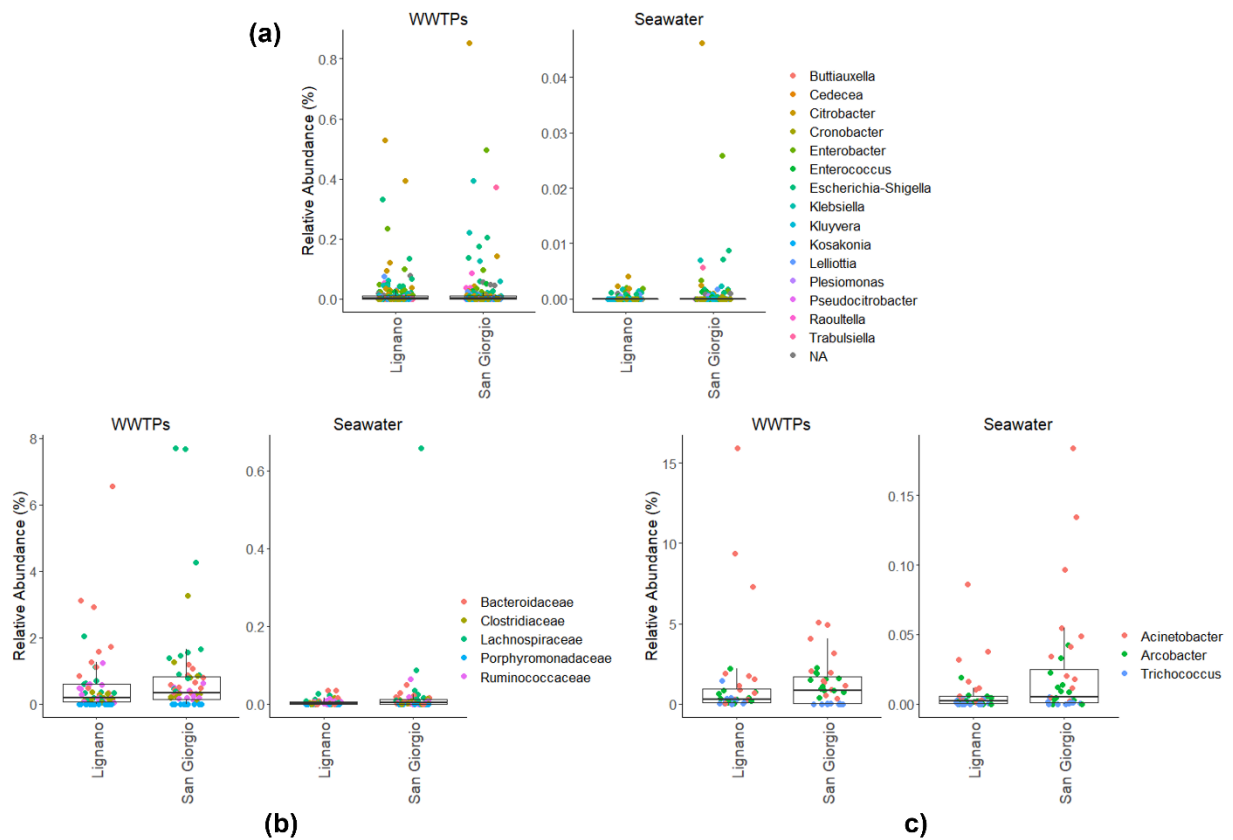 (a)
WWTPs
Seawater
Relative Abundance (%)
0.8
0.6
0.4
0.2
0.0
0.04
0.03
0.02
0.01
0.00
Lignano
San Giorgio
Lignano
San Giorgio
Buttiauxella
Cedecea
Citrobacter
Cronobacter
Enterobacter
Enterococcus
Escherichia-Shigella
Klebsiella
Kluyvera
Kosakonia
Lelliottia
Plesiomonas
Pseudocitrobacter
Raoultella
Trabulsiella
NA
WWTPs
Seawater
Relative Abundance (%)
8
6
4
2
0
0.6
0.4
0.2
0.0
Lignano
San Giorgio
Lignano
San Giorgio
Bacteroidaceae
Clostridiaceae
Lachnospiraceae
Porphyromonadaceae
Ruminococcaceae
(b)
WWTPs
Seawater
Relative Abundance (%)
15
10
5
0
0.15
0.10
0.05
0.00
Lignano
San Giorgio
Lignano
San Giorgio
Acinetobacter
Arcobacter
Trichococcus
c)